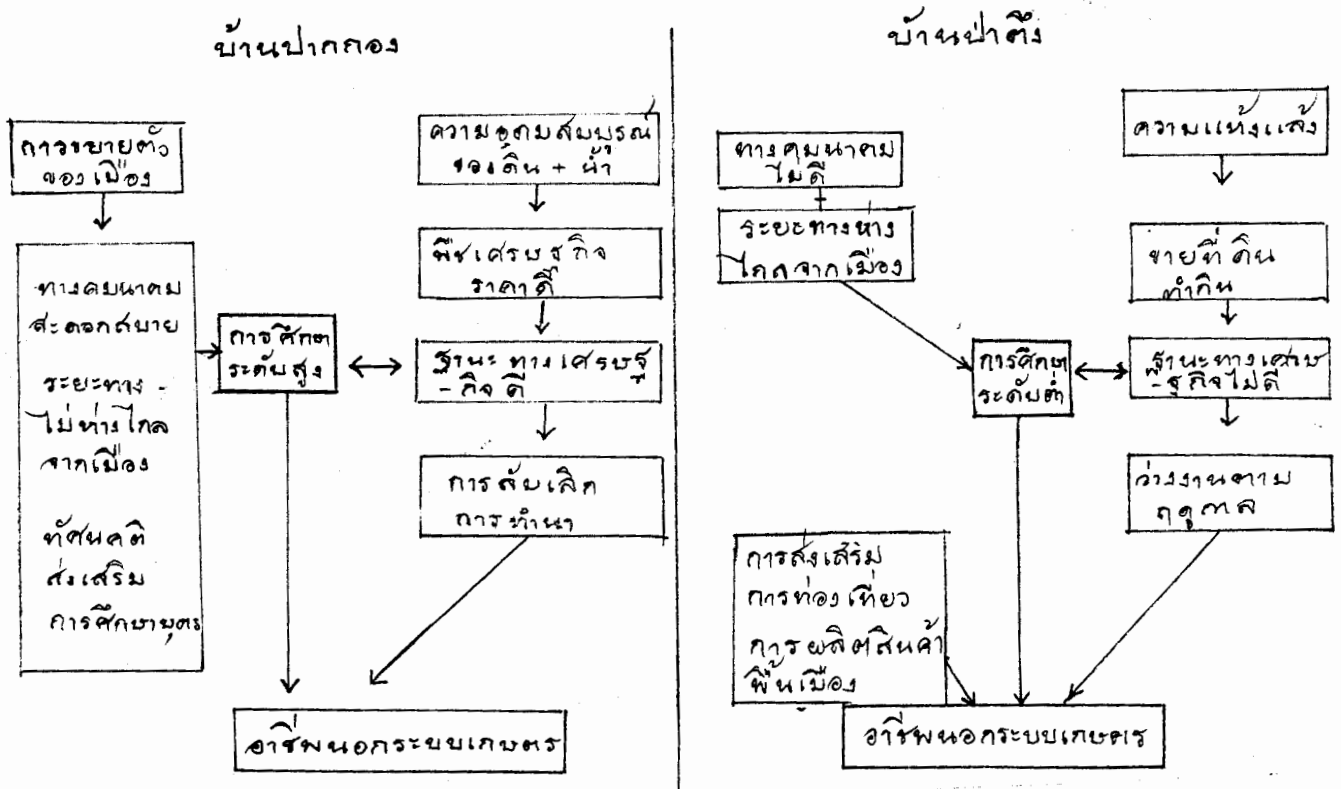 บ้านปากกอง
การขยายตัว
ของเมือง
ความอุดมสมบูรณ์
ของดิน + น้ำ
พืชเศรษฐกิจ
ราคาดี
ทางคมนาคม
สะดอกสบาย
ระยะทาง -
ไม่ห่างไกล
จากเมือง
ทัศนคติ
ส่งเสริม
การศึกษาบุตร
การศึกษา
ระดับสูง
ฐานะทางเศรษฐ
- กิจดี
การล้มเลิก
การทำนา
อาชีพนอกระบบเกษตร
บ้านป่าตึง
ทางคมนาคม
ไม่ดี
ระยะทางห่าง
ไกลจากเมือง
ความแห้งแล้ง
ขายที่ดิน
ทำกิน
การศึกษา
ระดับต่ำ
ฐานะทางเศรษ
- ฐกิจไม่ดี
ว่างงานตาม
ฤดูกาล
การส่งเสริม
การท่องเที่ยว
การผลิตสินค้า
พื้นเมือง
อาชีพนอกระบบเกษตร